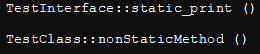 TestInterface::static_print ()
TestClass::nonStaticMethod ()